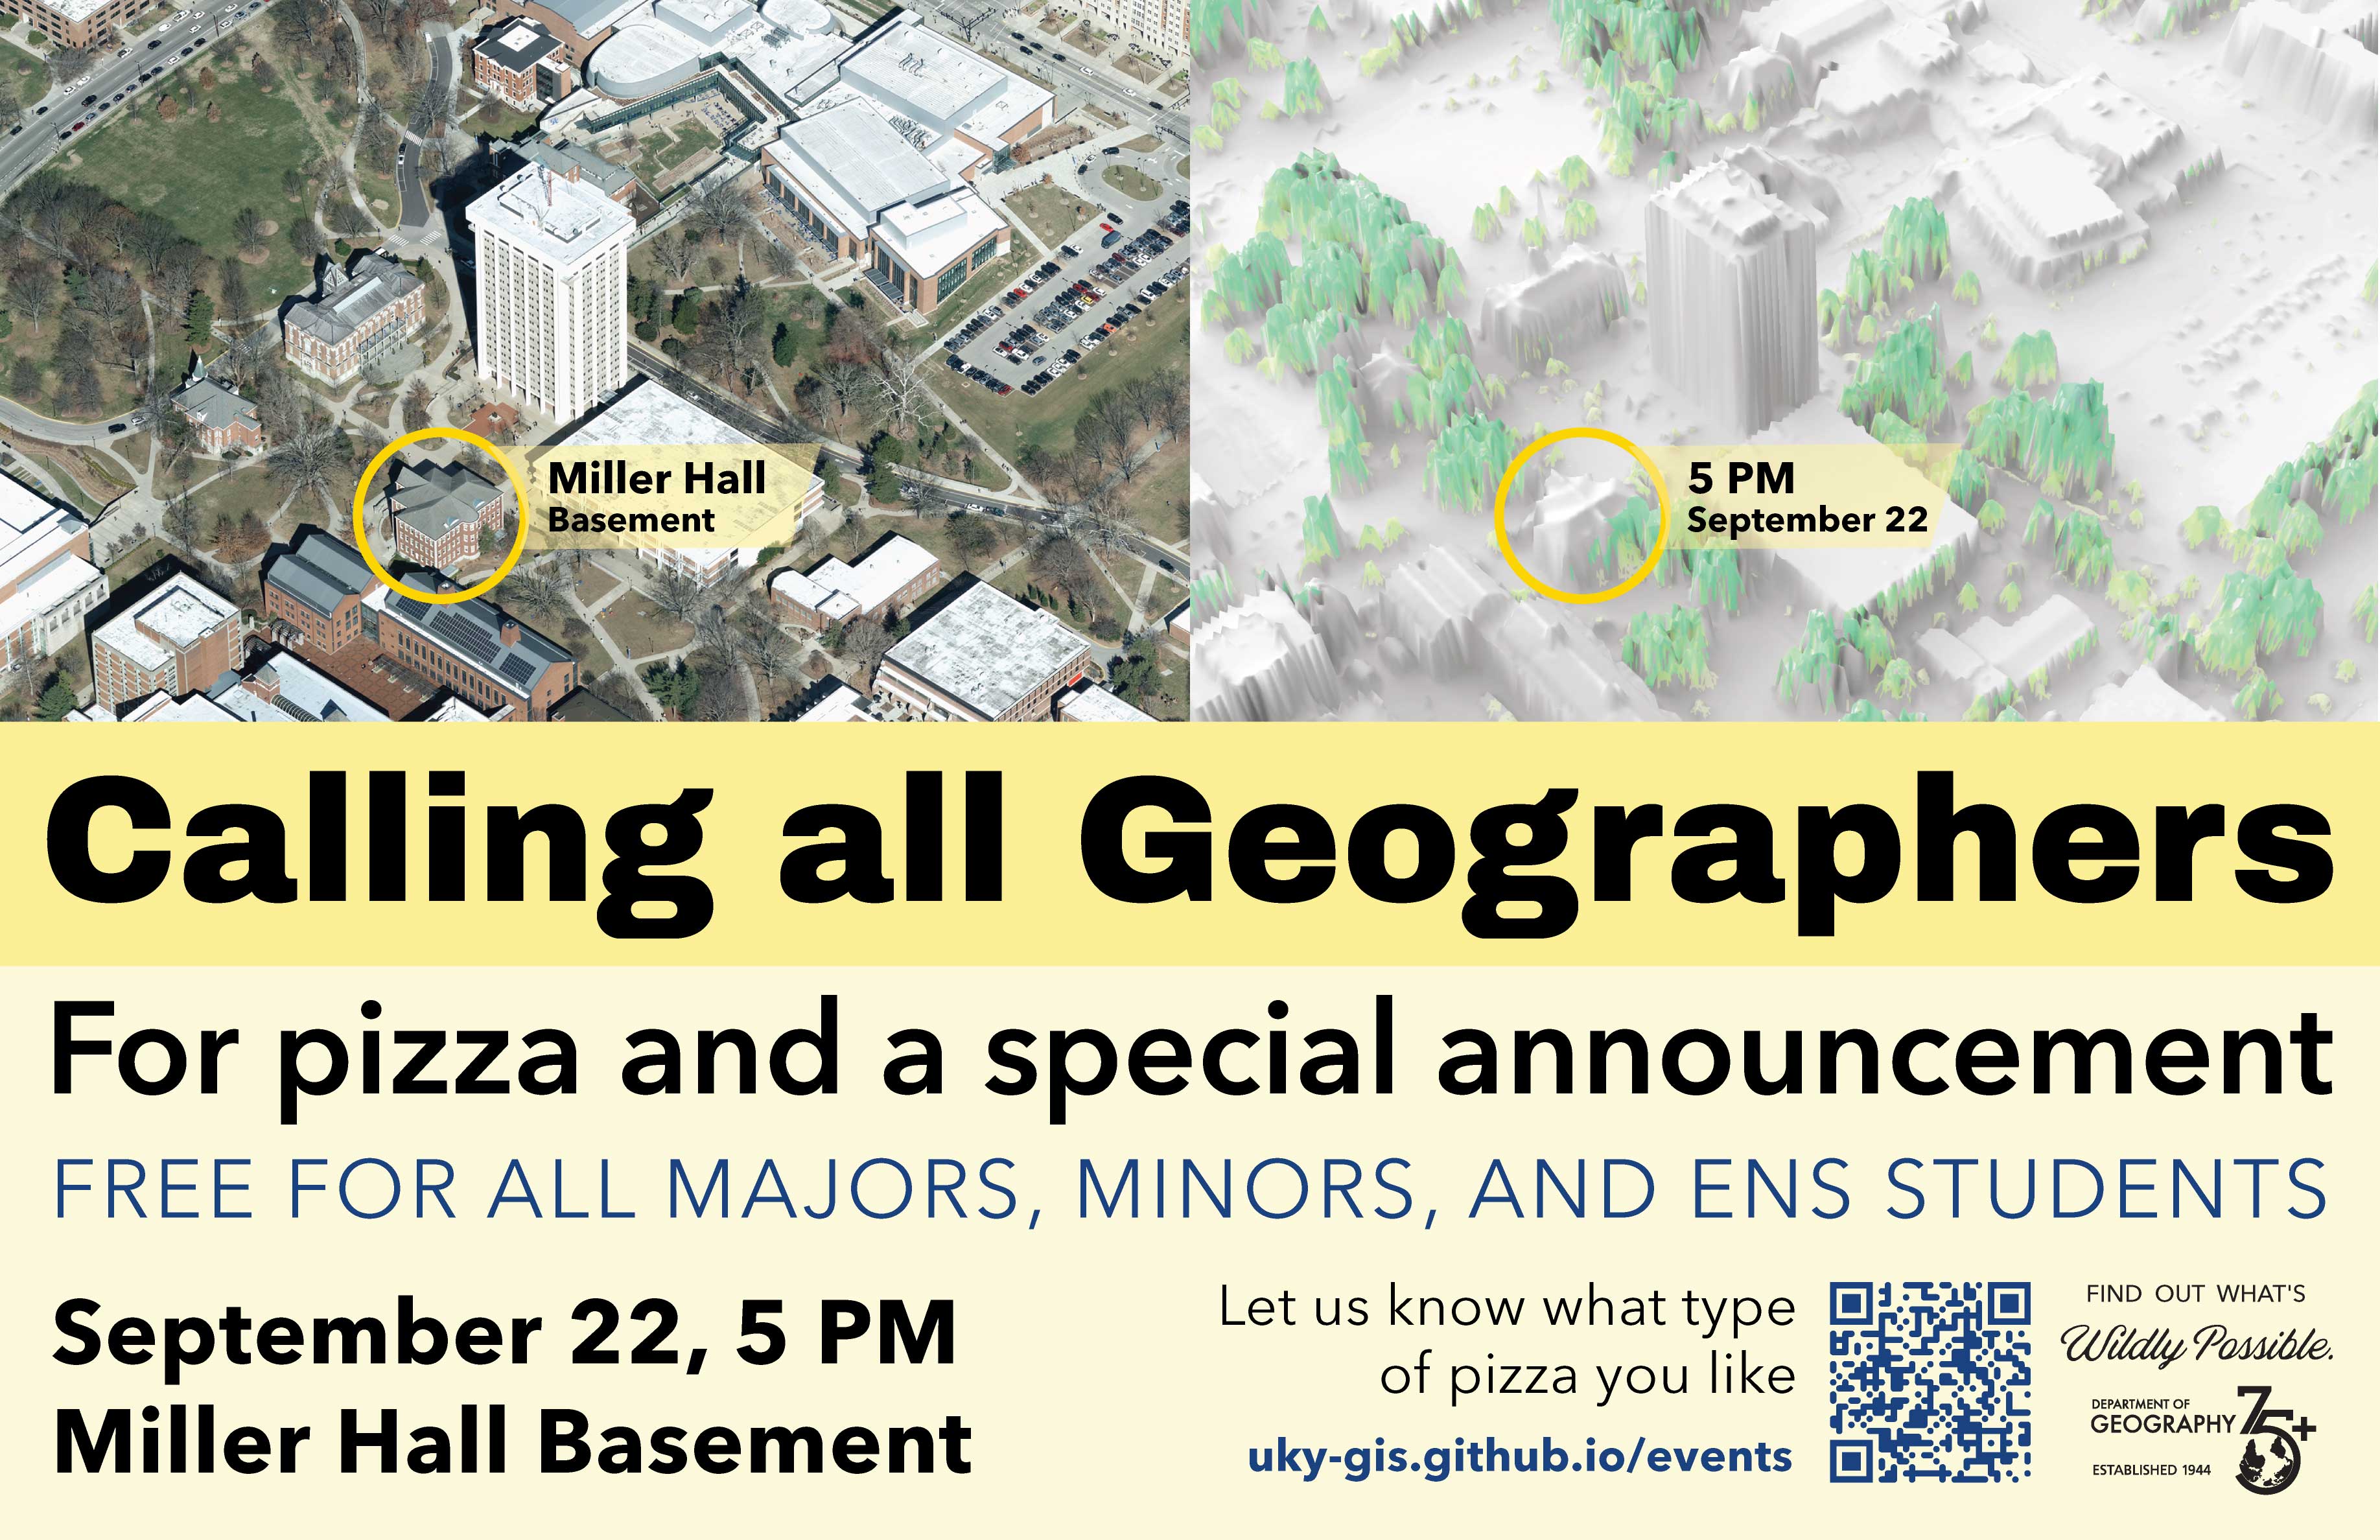 Miller Hall
Basement
5 PM
September 22
Calling all Geographers
For pizza and a special announcement
FREE FOR ALL MAJORS, MINORS, AND ENS STUDENTS
September 22, 5 PM
Miller Hall Basement
Let us know what type
of pizza you like
uky-gis.github.io/events
FIND OUT WHAT'S
Wildly Possible.
DEPARTMENT OF
GEOGRAPHY 75+
ESTABLISHED 1944